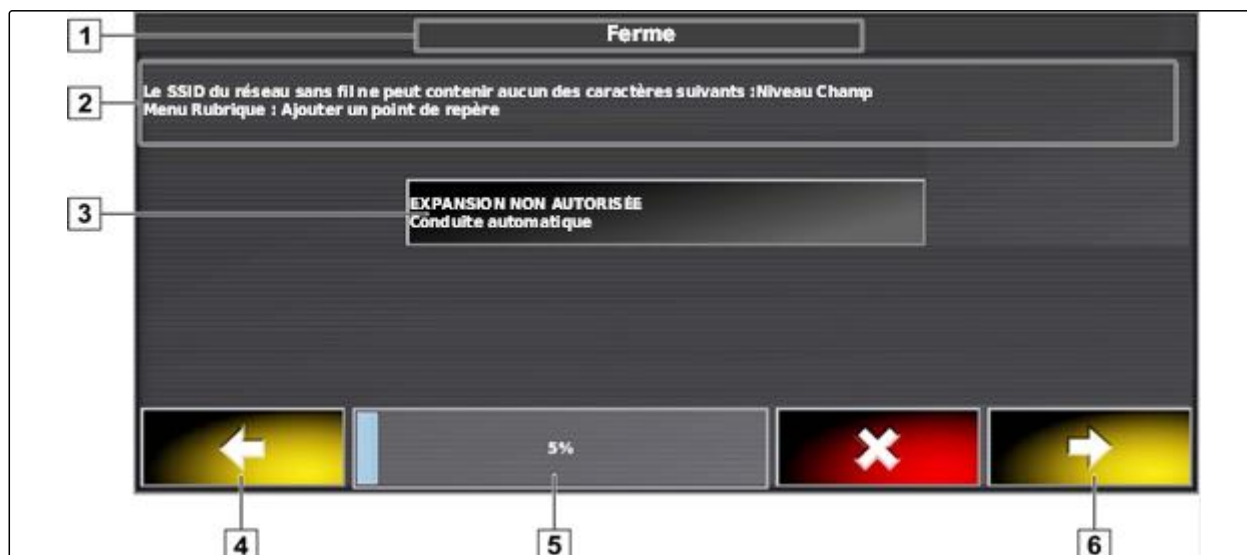 1
Ferme
2
Le SSID du réseau sans fil ne peut contenir aucun des caractères suivants :Niveau Champ
Menu Rubrique : Ajouter un point de repère
3
EXPANSION NON AUTORISÉE
Conduite automatique
5%
4
5
6